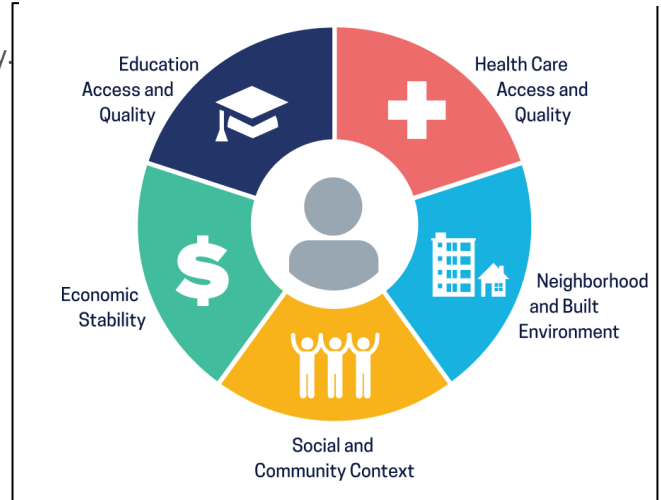 Education
Access and
Quality
Health Care
Access and
Quality
Economic
Stability
$
Neighborhood
and Built
Environment
Social and
Community Context